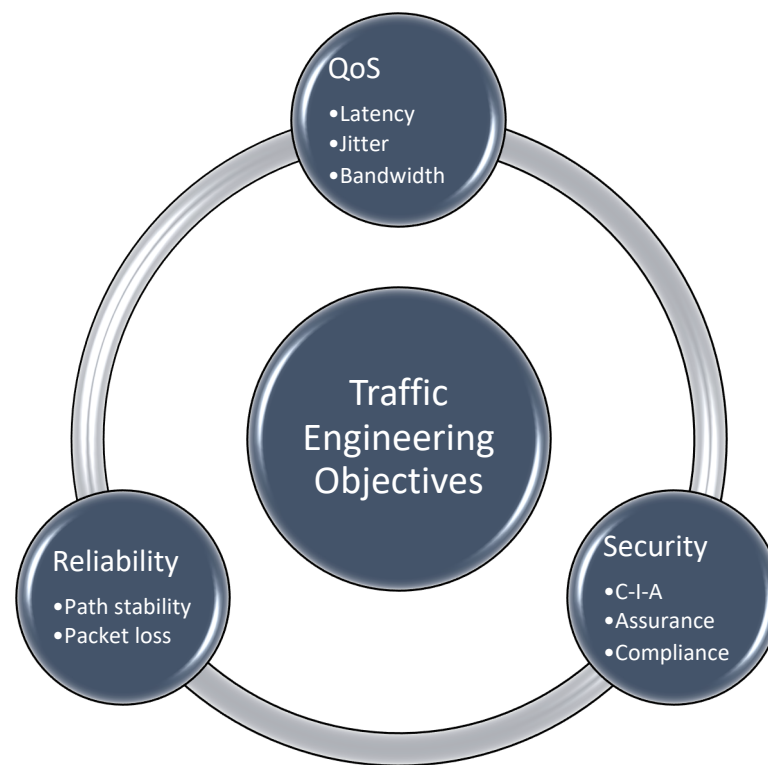 QoS
•Latency
•Jitter
•Bandwidth
Traffic
Engineering
Objectives
Reliability
•Path stability
•Packet loss
Security
•C-I-A
•Assurance
•Compliance